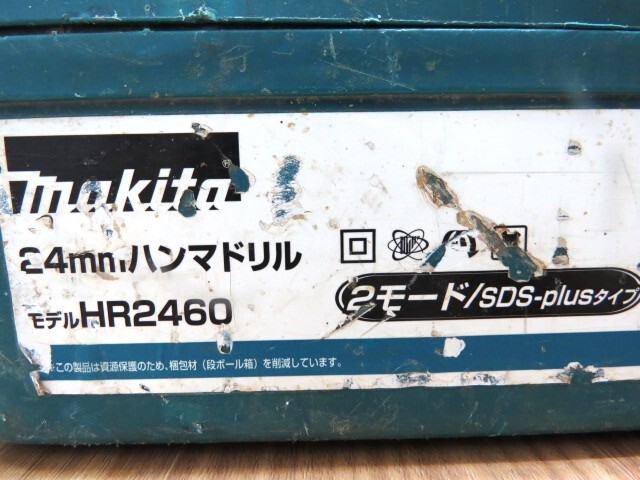 makita®
24mmハンマドリル
モデルHR2460
2モード/SDS-plusタイプ
※この製品は資源保護のため、梱包材（段ボール箱）を削減しています。